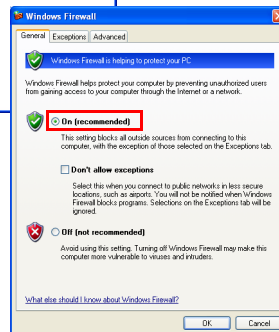 Windows Firewall
General Exceptions Advanced
Windows Firewall is helping to protect your PC
Windows Firewall helps protect your computer by preventing unauthorized users
from gaining access to your computer through the Internet or a network.
On (recommended)
This setting blocks all outside sources from connecting to this
computer, with the exception of those selected on the Exceptions tab.
Don't allow exceptions
Select this when you connect to public networks in less secure
locations, such as airports. You will not be notified when Windows
Firewall blocks programs. Selections on the Exceptions tab will be
ignored.
Off (not recommended)
Avoid using this setting. Turning off Windows Firewall may make this
computer more vulnerable to viruses and intruders.
What else should I know about Windows Firewall?
OK Cancel